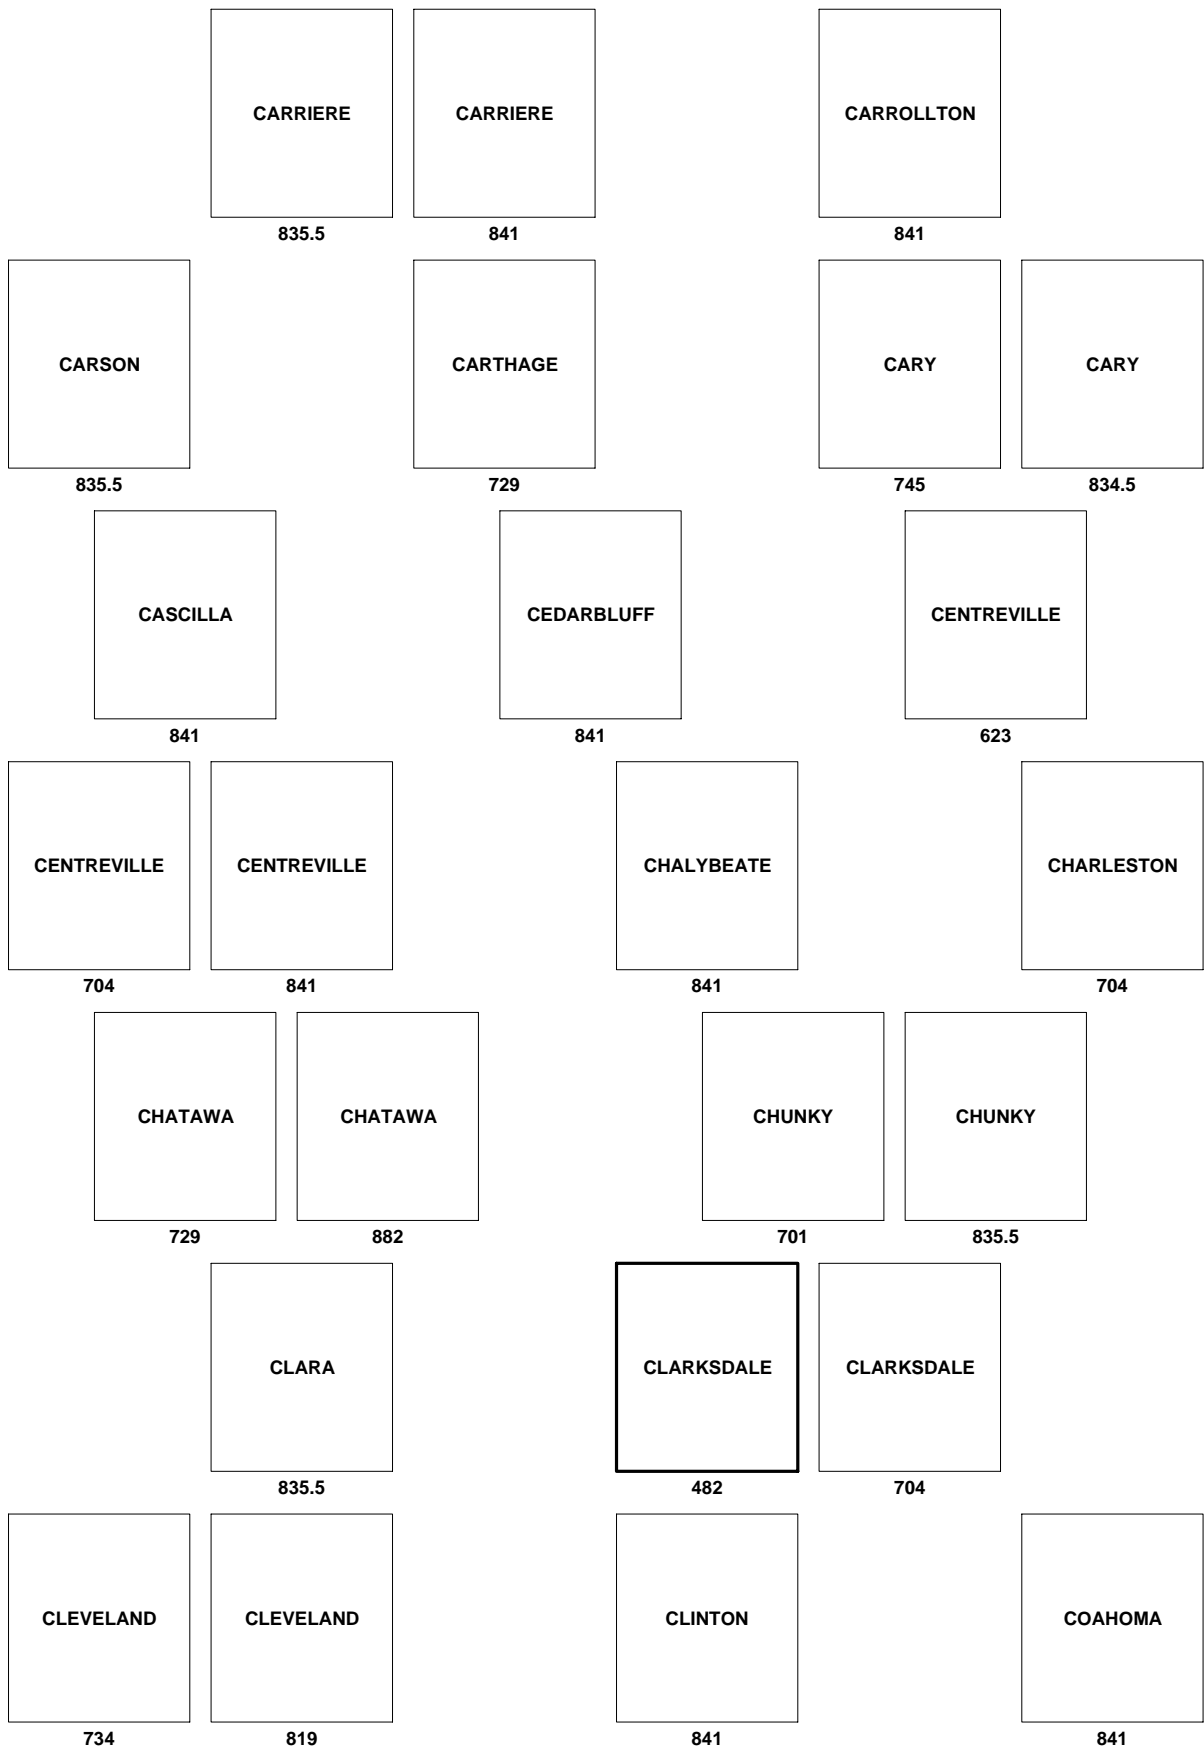 CARRIERE CARRIERE CARROLLTON
835.5 841 841
CARSON CARTHAGE CARY CARY
835.5 729 745 834.5
CASCILLA CEDARBLUFF CENTREVILLE
841 841 623
CENTREVILLE CENTREVILLE CHALYBEATE CHARLESTON
704 841 841 704
CHATAWA CHATAWA CHUNKY CHUNKY
729 882 701 835.5
CLARA CLARKSDALE CLARKSDALE
835.5 482 704
CLEVELAND CLEVELAND CLINTON COAHOMA
734 819 841 841